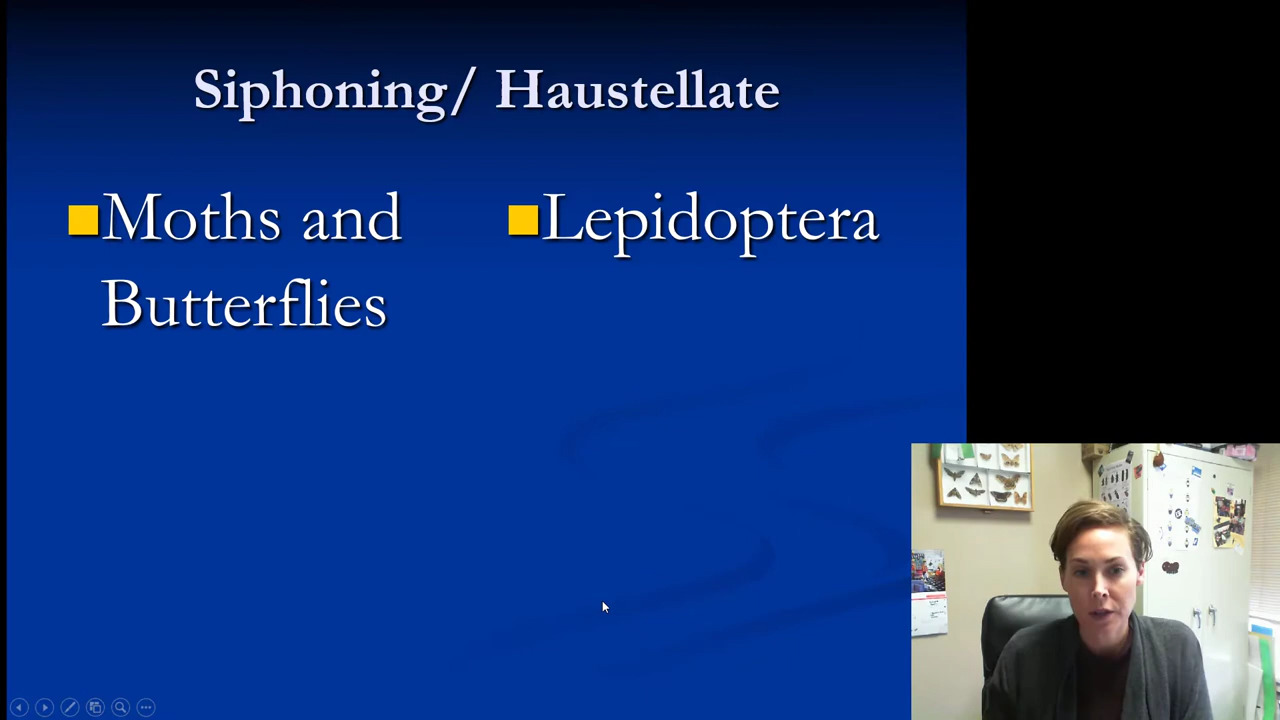 Siphoning/ Haustellate
Moths and
Butterflies
Lepidoptera